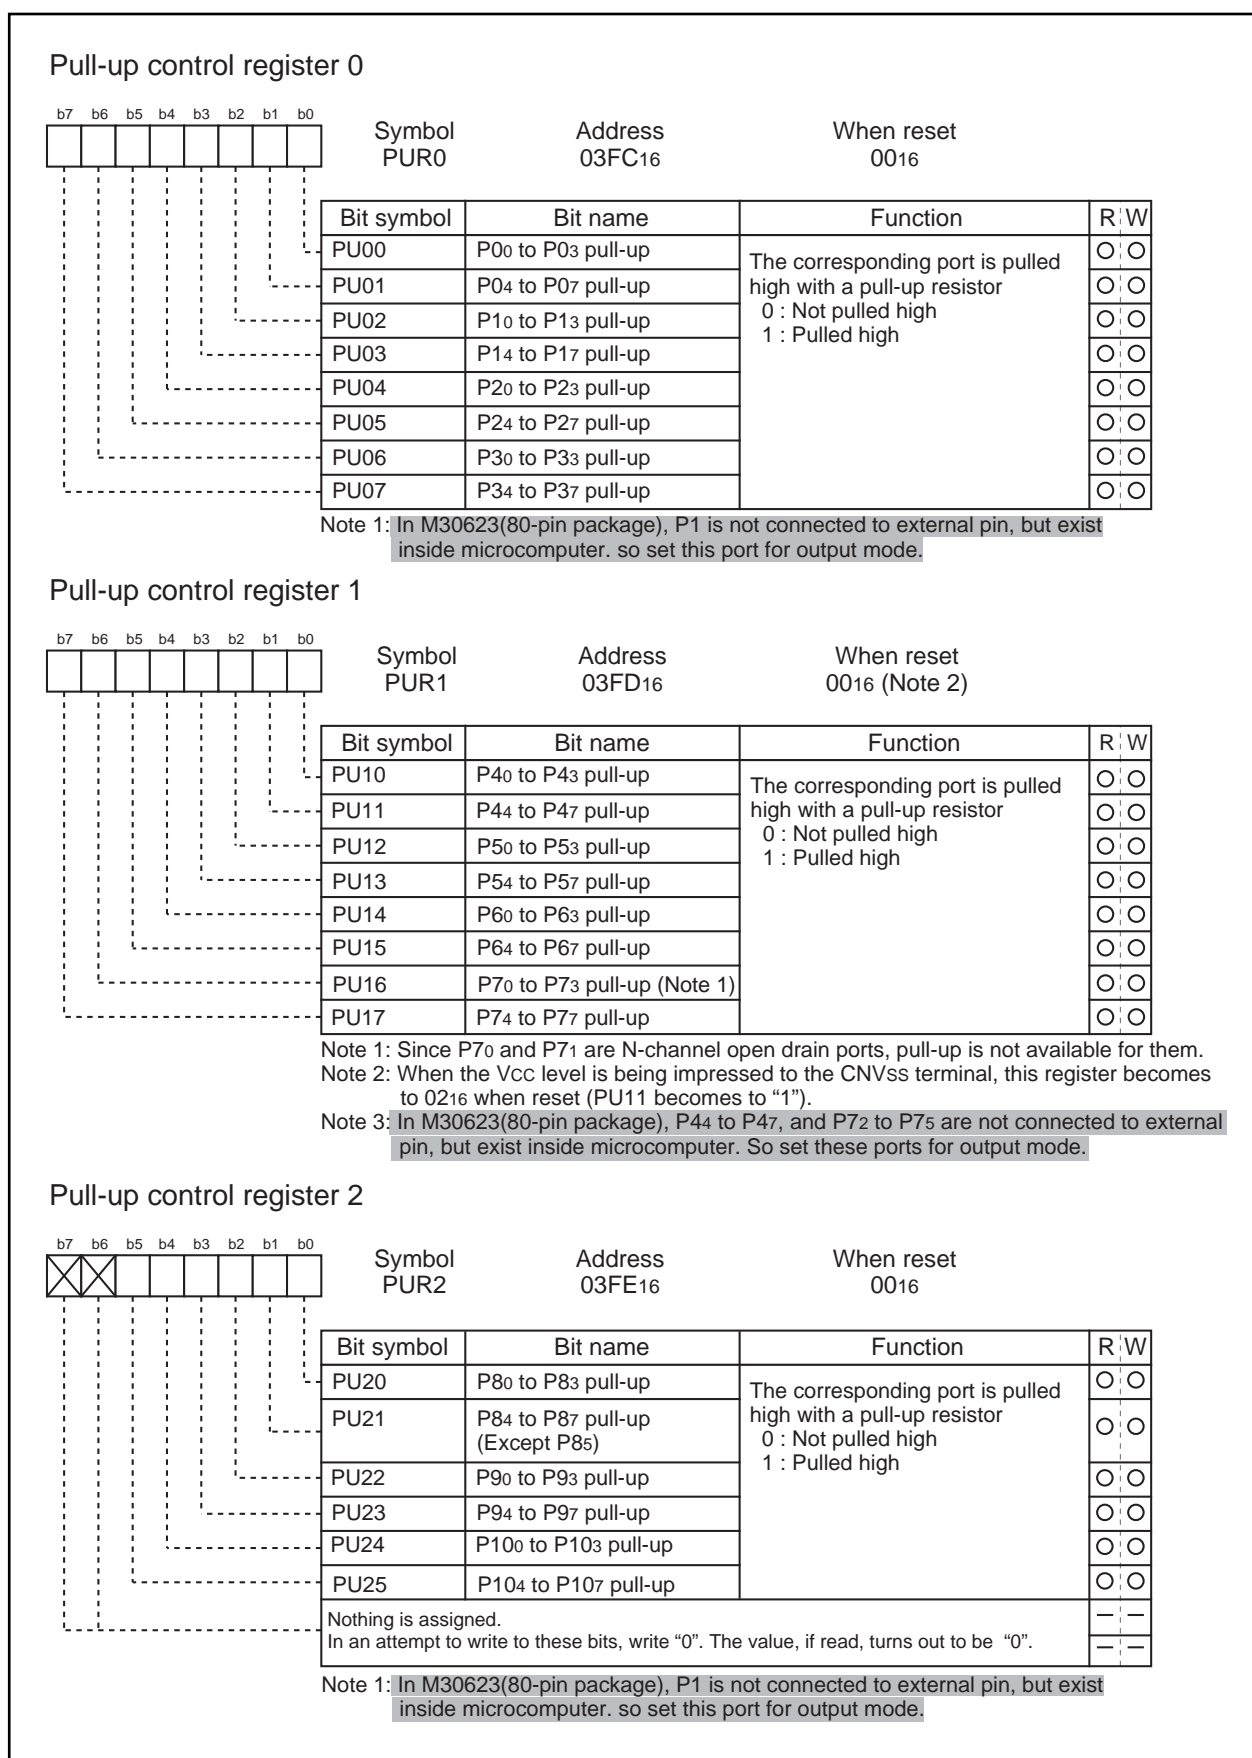 Pull-up control register 0
b7 b6 b5 b4 b3 b2 b1 b0
Symbol Address When reset
PUR0 03FC16 0016
Bit symbol Bit name Function R W
PU00 P00 to P03 pull-up
The corresponding port is pulled
high with a pull-up resistor
0 : Not pulled high
1 : Pulled high
PU01 P04 to P07 pull-up
PU02 P10 to P13 pull-up
PU03 P14 to P17 pull-up
PU04 P20 to P23 pull-up
PU05 P24 to P27 pull-up
PU06 P30 to P33 pull-up
PU07 P34 to P37 pull-up
Note 1: In M30623(80-pin package), P1 is not connected to external pin, but exist
inside microcomputer. so set this port for output mode.
Pull-up control register 1
b7 b6 b5 b4 b3 b2 b1 b0
Symbol Address When reset
PUR1 03FD16 0016 (Note 2)
Bit symbol Bit name Function R W
PU10 P40 to P43 pull-up
The corresponding port is pulled
high with a pull-up resistor
0 : Not pulled high
1 : Pulled high
PU11 P44 to P47 pull-up
PU12 P50 to P53 pull-up
PU13 P54 to P57 pull-up
PU14 P60 to P63 pull-up
PU15 P64 to P67 pull-up
PU16 P70 to P73 pull-up (Note 1)
PU17 P74 to P77 pull-up
Note 1: Since P70 and P71 are N-channel open drain ports, pull-up is not available for them.
Note 2: When the VCC level is being impressed to the CNVSS terminal, this register becomes
to 0216 when reset (PU11 becomes to “1”).
Note 3: In M30623(80-pin package), P44 to P47, and P72 to P75 are not connected to external
pin, but exist inside microcomputer. So set these ports for output mode.
Pull-up control register 2
b7 b6 b5 b4 b3 b2 b1 b0
Symbol Address When reset
PUR2 03FE16 0016
Bit symbol Bit name Function R W
PU20 P80 to P83 pull-up
The corresponding port is pulled
high with a pull-up resistor
0 : Not pulled high
1 : Pulled high
PU21 P84 to P87 pull-up
(Except P85)
PU22 P90 to P93 pull-up
PU23 P94 to P97 pull-up
PU24 P100 to P103 pull-up
PU25 P104 to P107 pull-up
Nothing is assigned.
In an attempt to write to these bits, write “0”. The value, if read, turns out to be “0”.
Note 1: In M30623(80-pin package), P1 is not connected to external pin, but exist
inside microcomputer. so set this port for output mode.